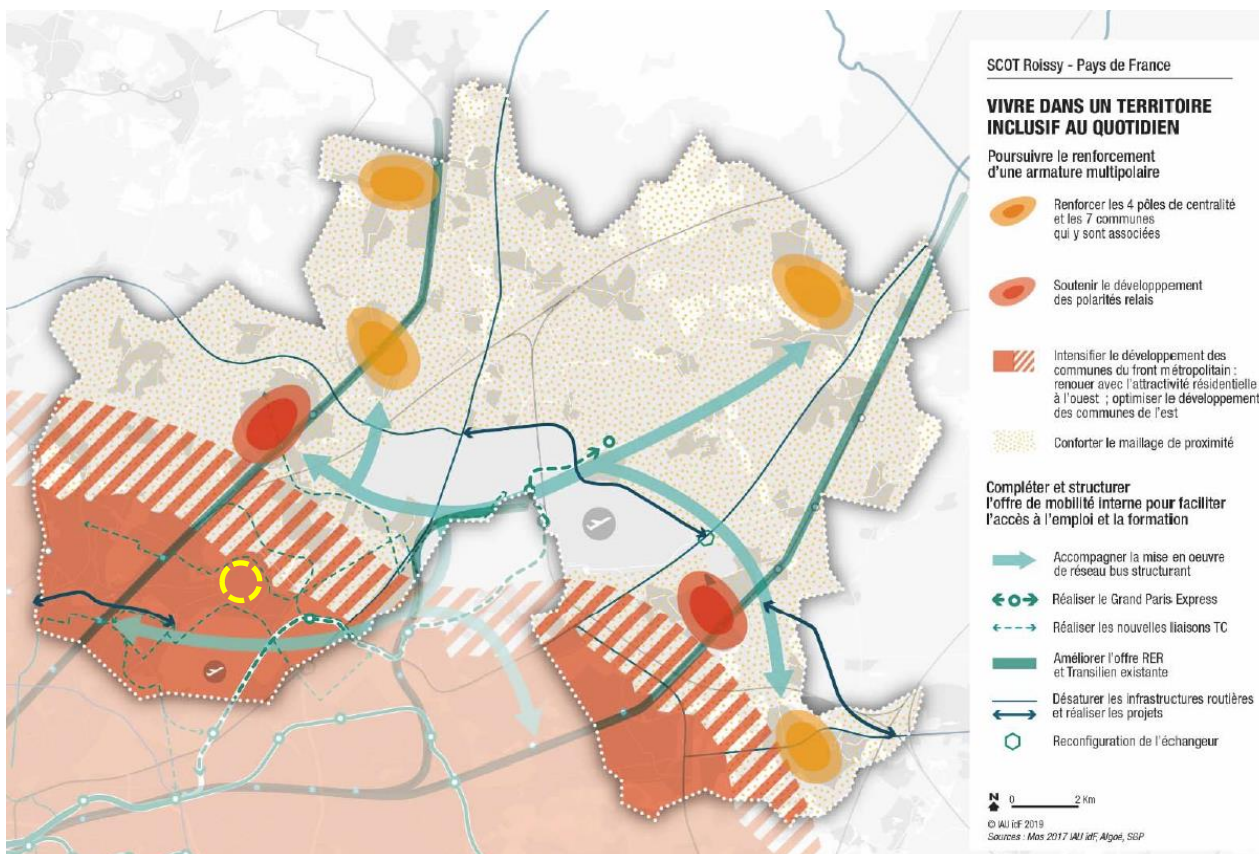 SCOT Roissy - Pays de France
VIVRE DANS UN TERRITOIRE
INCLUSIF AU QUOTIDIEN
Poursuivre le renforcement
d'une armature multipolaire
Renforcer les 4 pôles de centralité
et les 7 communes
qui y sont associées
Soutenir le développpement
des polarités relais
Intensifier le développement des
communes du front métropolitain :
renouer avec l'attractivité résidentielle
à l'ouest ; optimiser le développement
des communes de l'est
Conforter le maillage de proximité
Compléter et structurer
l'offre de mobilité interne pour faciliter
l'accès à l'emploi et la formation
Accompagner la mise en oeuvre
de réseau bus structurant
Réaliser le Grand Paris Express
Réaliser les nouvelles liaisons TC
Améliorer l'offre RER
et Transilien existante
Désaturer les infrastructures routières
et réaliser les projets
Reconfiguration de l'échangeur
N 0 2 Km
© IAU îdF 2019
Sources : Mos 2017 IAU îdF, Algoé, SGP